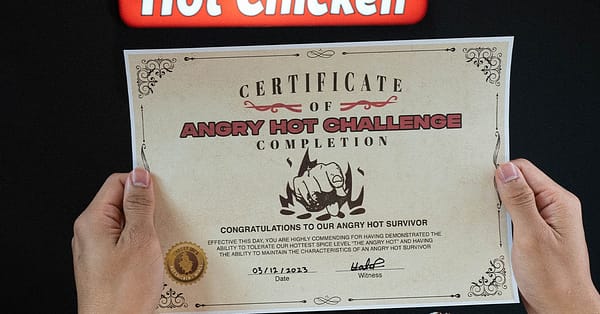 Hot Chicken
CERTIFICATE
OF
ANGRY HOT CHALLENGE
COMPLETION
CONGRATULATIONS TO OUR ANGRY HOT SURVIVOR
EFFECTIVE THIS DAY, YOU ARE HIGHLY COMMENDING FOR HAVING DEMONSTRATED THE
ABILITY TO TOLERATE OUR HOTTEST SPICE LEVEL "THE ANGRY HOT" AND HAVING
THE ABILITY TO MAINTAIN THE CHARACTERISTICS OF AN ANGRY HOT SURVIVOR
03/12/2023
Date
Witness